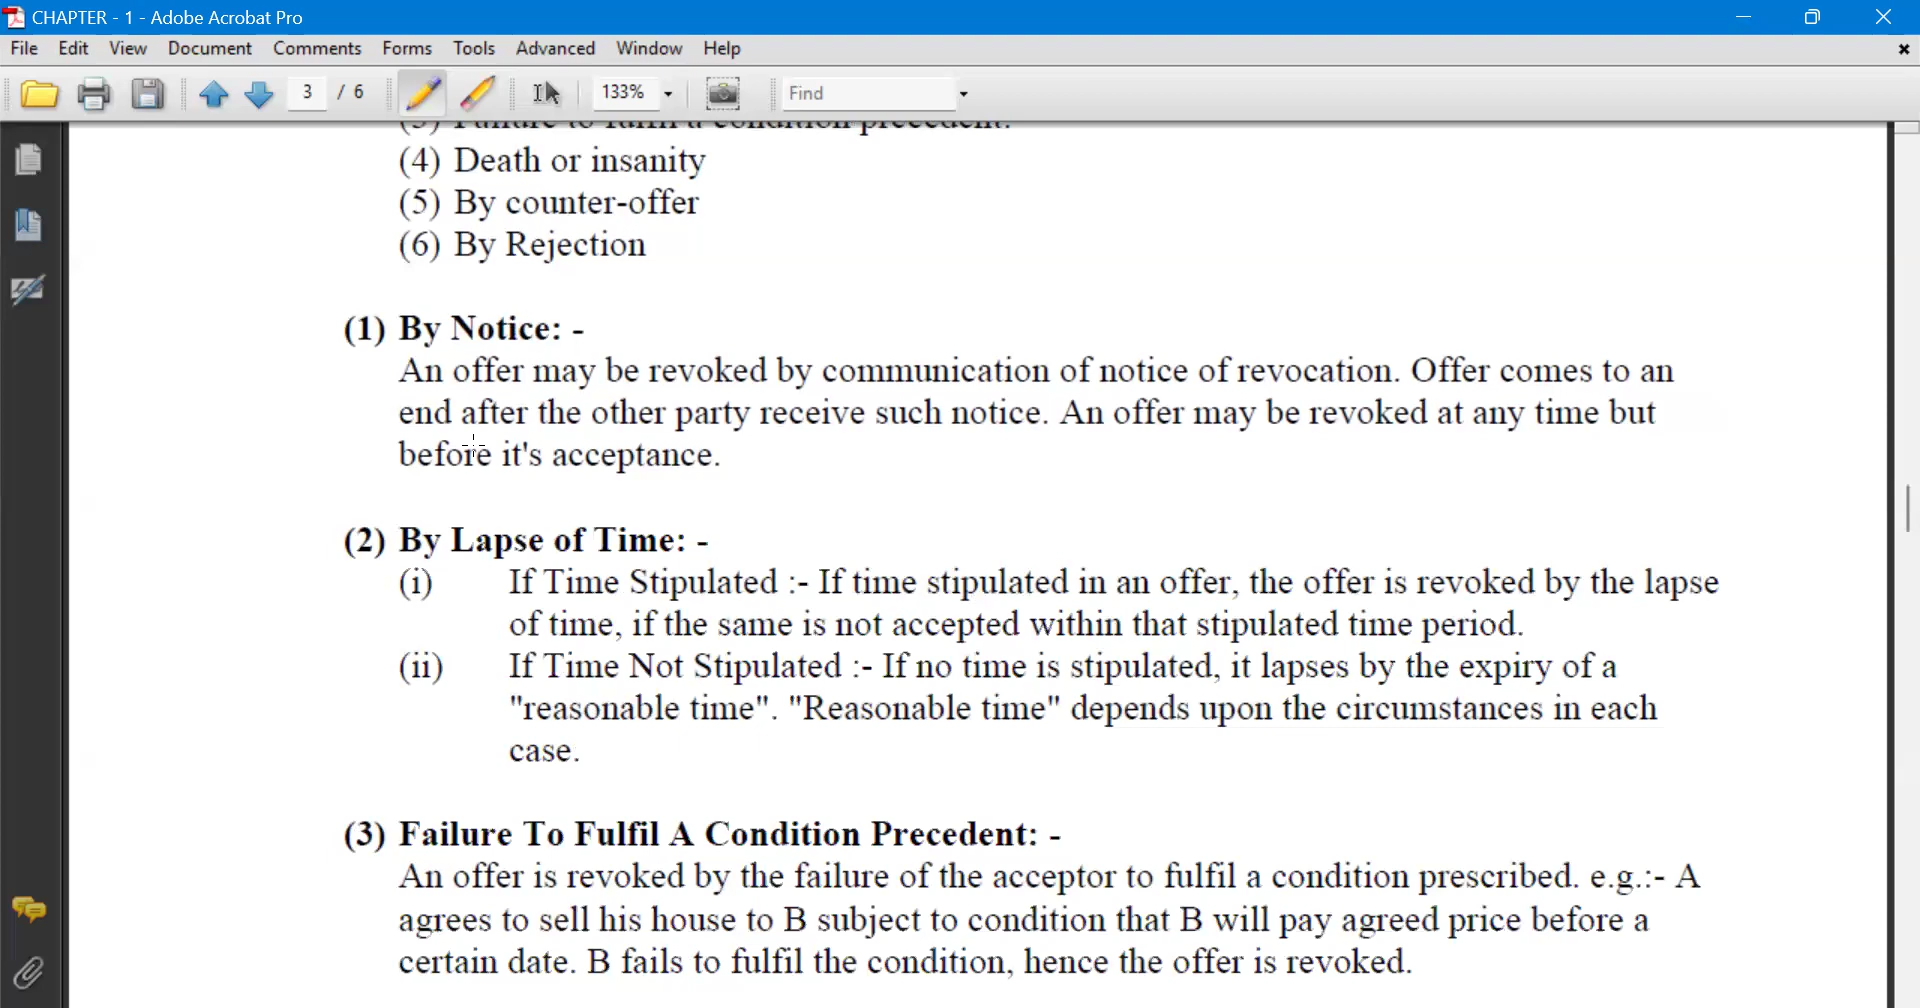 CHAPTER - 1 - Adobe Acrobat Pro
File Edit View Document Comments Forms Tools Advanced Window Help
3 / 6 133% Find
(3) Failure to fulfil a condition precedent.
(4) Death or insanity
(5) By counter-offer
(6) By Rejection
(1) By Notice: -
An offer may be revoked by communication of notice of revocation. Offer comes to an
end after the other party receive such notice. An offer may be revoked at any time but
before it's acceptance.
(2) By Lapse of Time: -
(i) If Time Stipulated :- If time stipulated in an offer, the offer is revoked by the lapse
of time, if the same is not accepted within that stipulated time period.
(ii) If Time Not Stipulated :- If no time is stipulated, it lapses by the expiry of a
"reasonable time". "Reasonable time" depends upon the circumstances in each
case.
(3) Failure To Fulfil A Condition Precedent: -
An offer is revoked by the failure of the acceptor to fulfil a condition prescribed. e.g.:- A
agrees to sell his house to B subject to condition that B will pay agreed price before a
certain date. B fails to fulfil the condition, hence the offer is revoked.